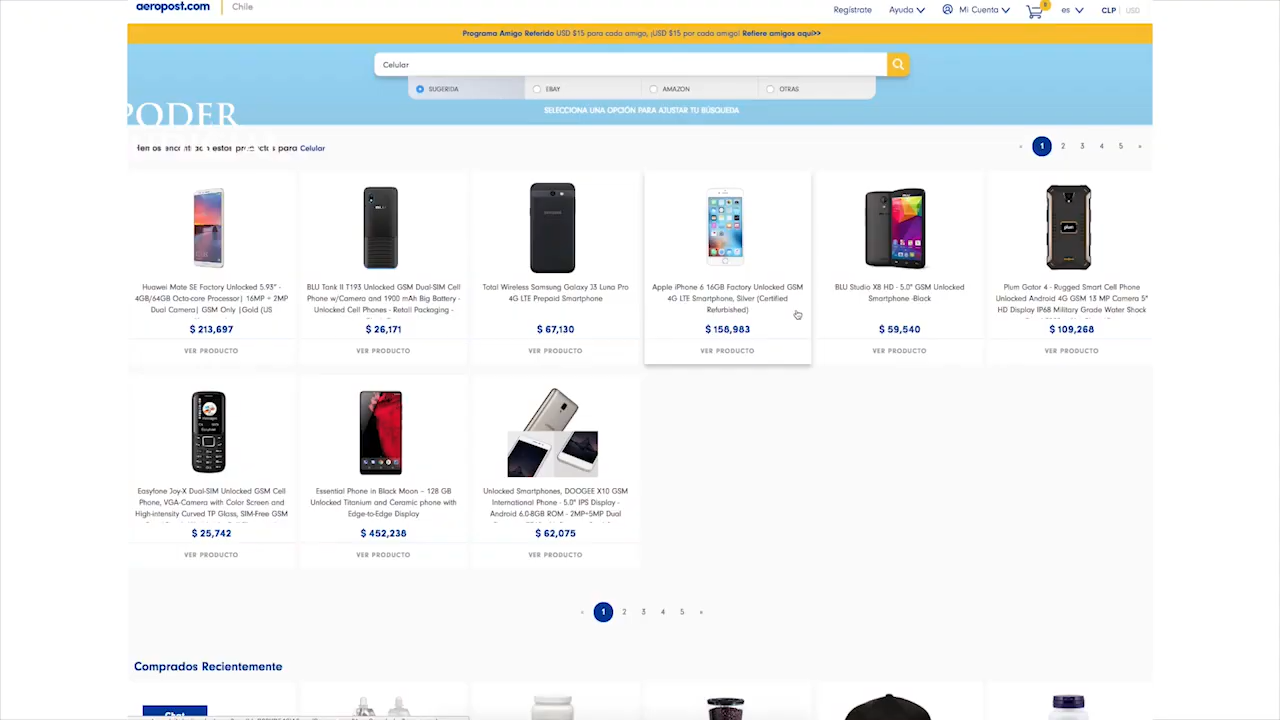 aeropost.com Chile Regístrate Ayuda Mi Cuenta 8 es CLP USD
Programa Amigo Referido USD $15 para cada amigo, ¡USD $15 por cada amigo! Refiere amigos aquí>>
Celular
SUGERIDA EBAY AMAZON OTRAS
SELECCIONA UNA OPCIÓN PARA AJUSTAR TU BÚSQUEDA
PODER
Hemos encontrado estos productos para Celular
« 1 2 3 4 5 »
Huawei Mate SE Factory Unlocked 5.93" -
4GB/64GB Octa-core Processor| 16MP + 2MP
Dual Camera| GSM Only |Gold (US
$ 213,697
VER PRODUCTO
BLU Tank II T193 Unlocked GSM Dual-SIM Cell
Phone w/Camera and 1900 mAh Big Battery -
Unlocked Cell Phones - Retail Packaging -
$ 26,171
VER PRODUCTO
SAMSUNG
Total Wireless Samsung Galaxy J3 Luna Pro
4G LTE Prepaid Smartphone
$ 67,130
VER PRODUCTO
Apple iPhone 6 16GB Factory Unlocked GSM
4G LTE Smartphone, Silver (Certified
Refurbished)
$ 158,983
VER PRODUCTO
BLU Studio X8 HD - 5.0" GSM Unlocked
Smartphone -Black
$ 59,540
VER PRODUCTO
plum
Plum Gator 4 - Rugged Smart Cell Phone
Unlocked Android 4G GSM 13 MP Camera 5"
HD Display IP68 Military Grade Water Shock
$ 109,268
VER PRODUCTO
Easyfone Joy-X Dual-SIM Unlocked GSM Cell
Phone, VGA-Camera with Color Screen and
High-intensity Curved TP Glass, SIM-Free GSM
$ 25,742
VER PRODUCTO
Essential Phone in Black Moon – 128 GB
Unlocked Titanium and Ceramic phone with
Edge-to-Edge Display
$ 452,238
VER PRODUCTO
Unlocked Smartphones, DOOGEE X10 GSM
International Phone - 5.0" IPS Display -
Android 6.0-8GB ROM - 2MP+5MP Dual
$ 62,075
VER PRODUCTO
« 1 2 3 4 5 »
Comprados Recientemente
Chat